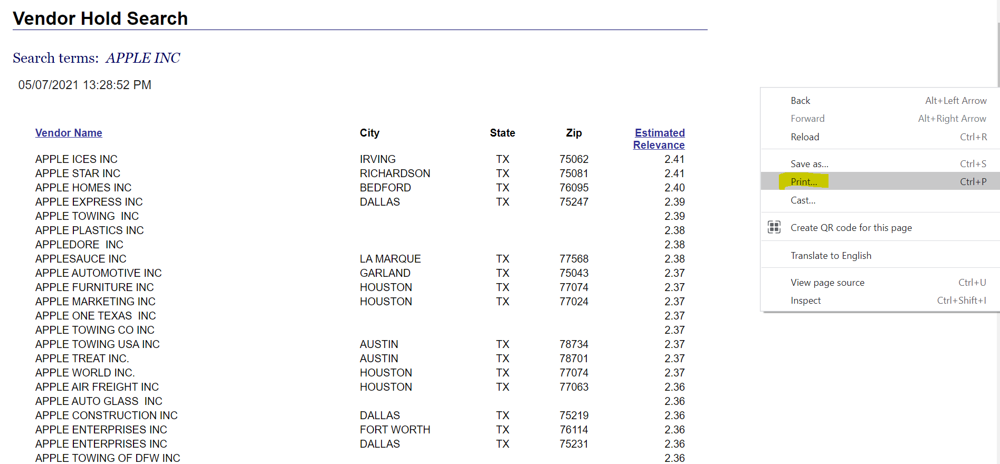 Vendor Hold Search
Search terms: APPLE INC
05/07/2021 13:28:52 PM
Vendor Name City State Zip Estimated Relevance
APPLE ICES INC IRVING TX 75062 2.41
APPLE STAR INC RICHARDSON TX 75081 2.41
APPLE HOMES INC BEDFORD TX 76095 2.40
APPLE EXPRESS INC DALLAS TX 75247 2.39
APPLE TOWING  INC 2.39
APPLE PLASTICS INC 2.38
APPLEDORE  INC 2.38
APPLESAUCE INC LA MARQUE TX 77568 2.38
APPLE AUTOMOTIVE INC GARLAND TX 75043 2.37
APPLE FURNITURE INC HOUSTON TX 77074 2.37
APPLE MARKETING INC HOUSTON TX 77024 2.37
APPLE ONE TEXAS  INC 2.37
APPLE TOWING CO INC 2.37
APPLE TOWING USA INC AUSTIN TX 78734 2.37
APPLE TREAT INC. AUSTIN TX 78701 2.37
APPLE WORLD INC. HOUSTON TX 77074 2.37
APPLE AIR FREIGHT INC HOUSTON TX 77063 2.36
APPLE AUTO GLASS  INC 2.36
APPLE CONSTRUCTION INC DALLAS TX 75219 2.36
APPLE ENTERPRISES INC FORT WORTH TX 76114 2.36
APPLE ENTERPRISES INC DALLAS TX 75231 2.36
APPLE TOWING OF DFW INC 2.36
Back Alt+Left Arrow
Forward Alt+Right Arrow
Reload Ctrl+R
Save as... Ctrl+S
Print... Ctrl+P
Cast...
Create QR code for this page
Translate to English
View page source Ctrl+U
Inspect Ctrl+Shift+I